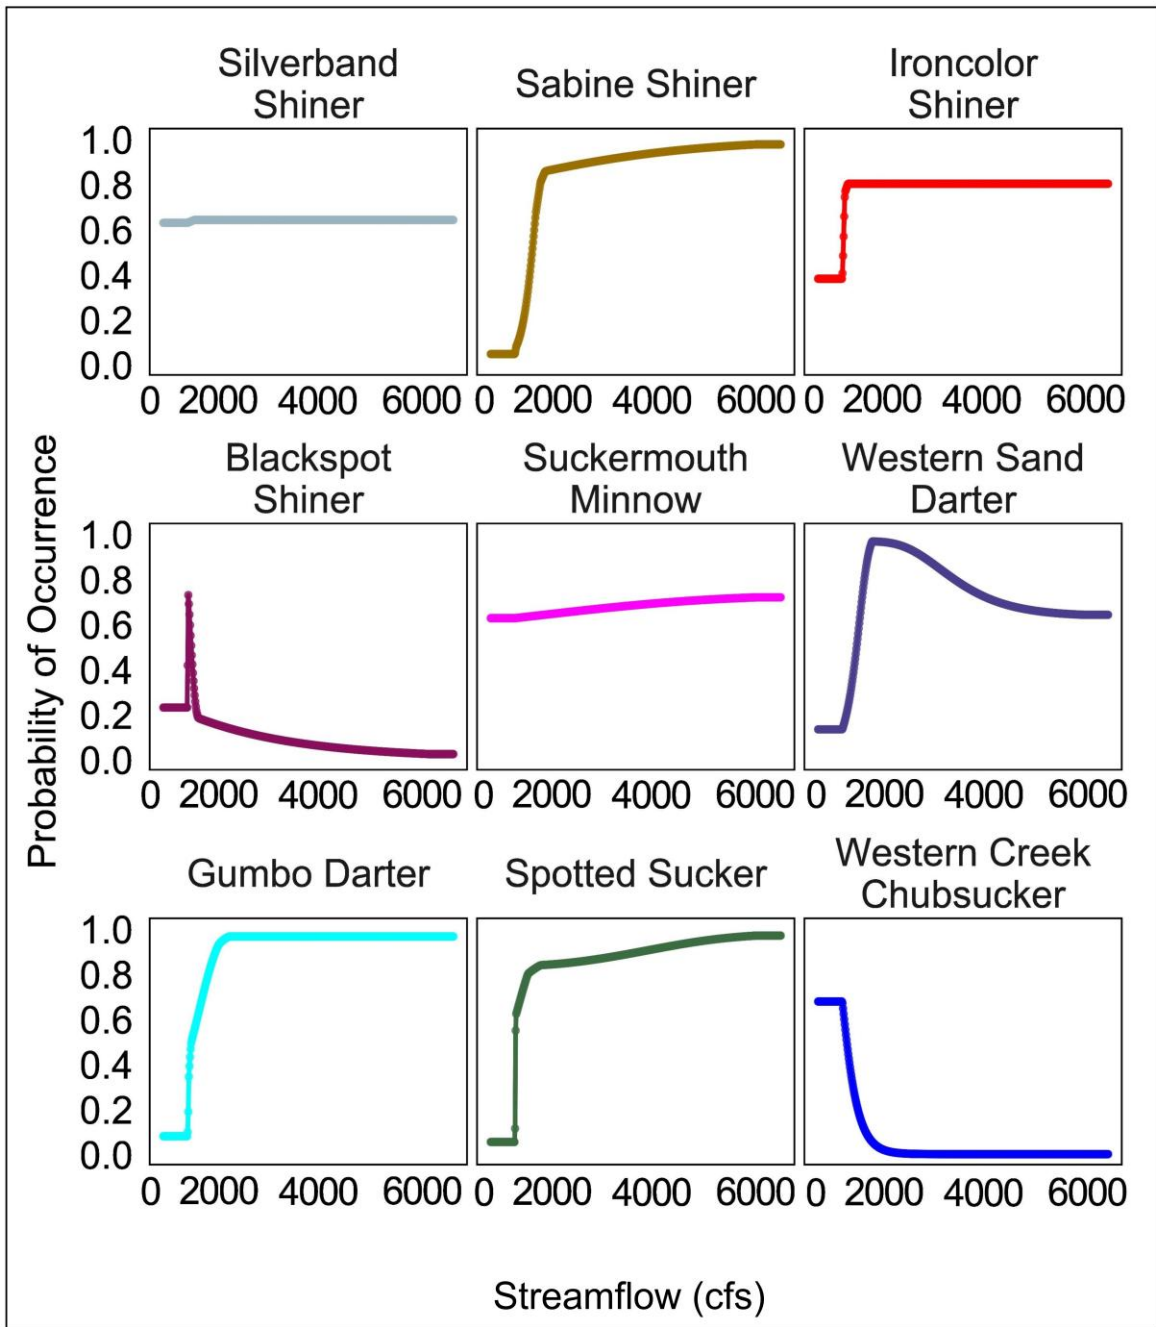 Silverband
Shiner
Sabine Shiner
Ironcolor
Shiner
1.0
0.8
0.6
0.4
0.2
0.0
0 2000 4000 6000
0 2000 4000 6000
0 2000 4000 6000
Probability of Occurrence
Blackspot
Shiner
Suckermouth
Minnow
Western Sand
Darter
1.0
0.8
0.6
0.4
0.2
0.0
0 2000 4000 6000
0 2000 4000 6000
0 2000 4000 6000
Gumbo Darter
Spotted Sucker
Western Creek
Chubsucker
1.0
0.8
0.6
0.4
0.2
0.0
0 2000 4000 6000
0 2000 4000 6000
0 2000 4000 6000
Streamflow (cfs)